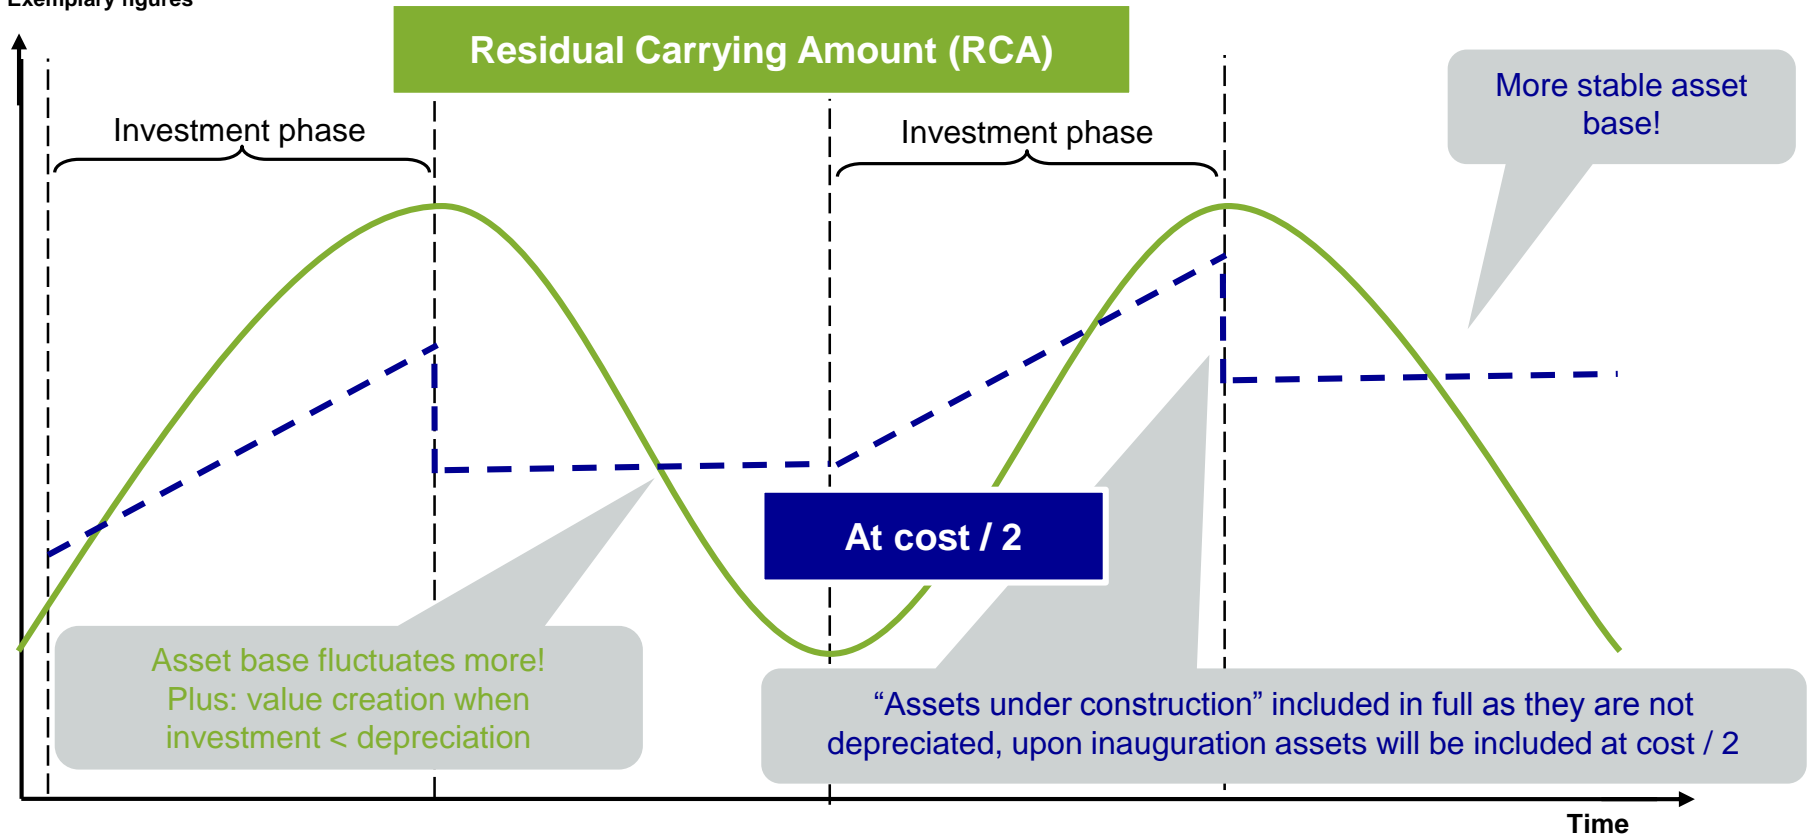 Exemplary figures
Residual Carrying Amount (RCA)
Investment phase
Investment phase
More stable asset
base!
At cost / 2
Asset base fluctuates more!
Plus: value creation when
investment < depreciation
“Assets under construction” included in full as they are not
depreciated, upon inauguration assets will be included at cost / 2
Time